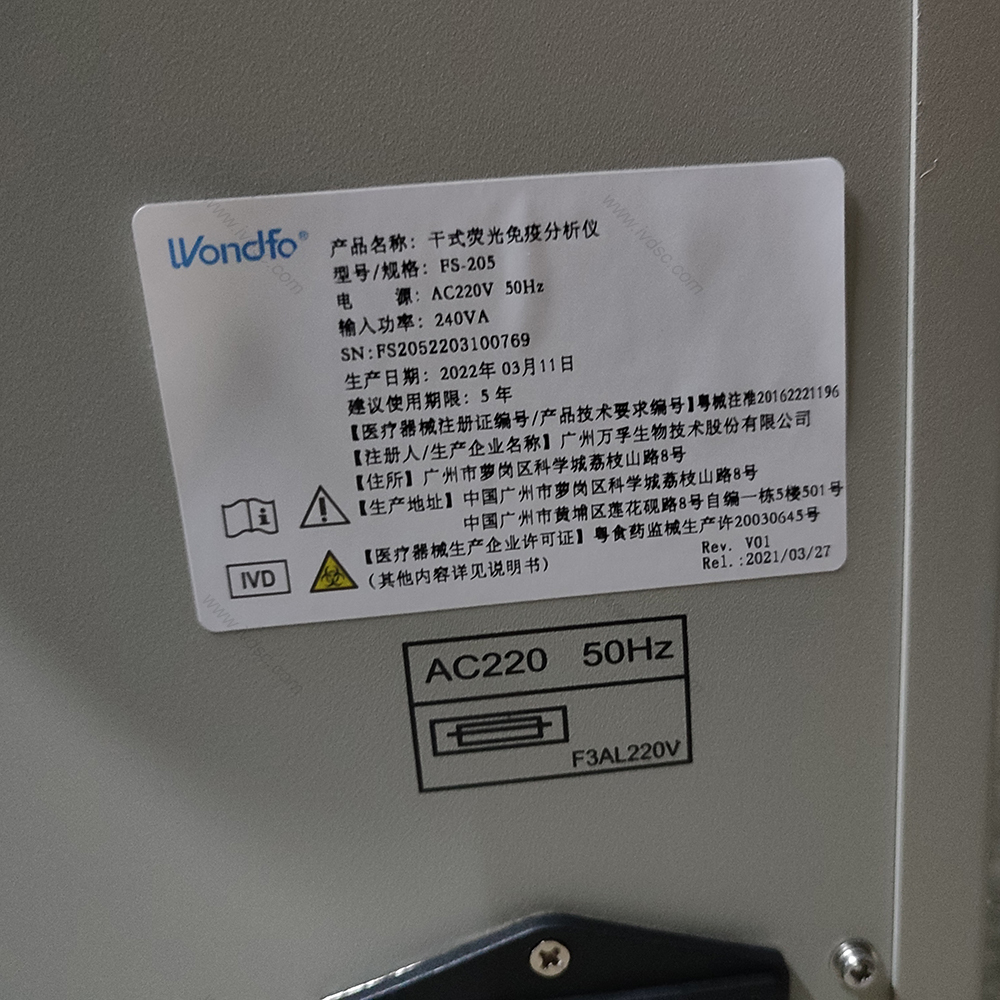 Wondfo®
产品名称: 干式荧光免疫分析仪
型号/规格: FS-205
电 源: AC220V 50Hz
输入功率: 240VA
SN:FS2052203100769
生产日期: 2022年 03月11日
建议使用期限: 5 年
【医疗器械注册证编号/产品技术要求编号】粤械注准20162221196
【注册人/生产企业名称】广州万孚生物技术股份有限公司
【住所】广州市萝岗区科学城荔枝山路8号
【生产地址】中国广州市萝岗区科学城荔枝山路8号
中国广州市黄埔区莲花砚路8号自编一栋5楼501号
【医疗器械生产企业许可证】粤食药监械生产许20030645号
(其他内容详见说明书)
Rev. V01
Rel.:2021/03/27
IVD
AC220 50Hz
F3AL220V
www.ivdsc.com
www.ivdsc.com
www.ivdsc.com